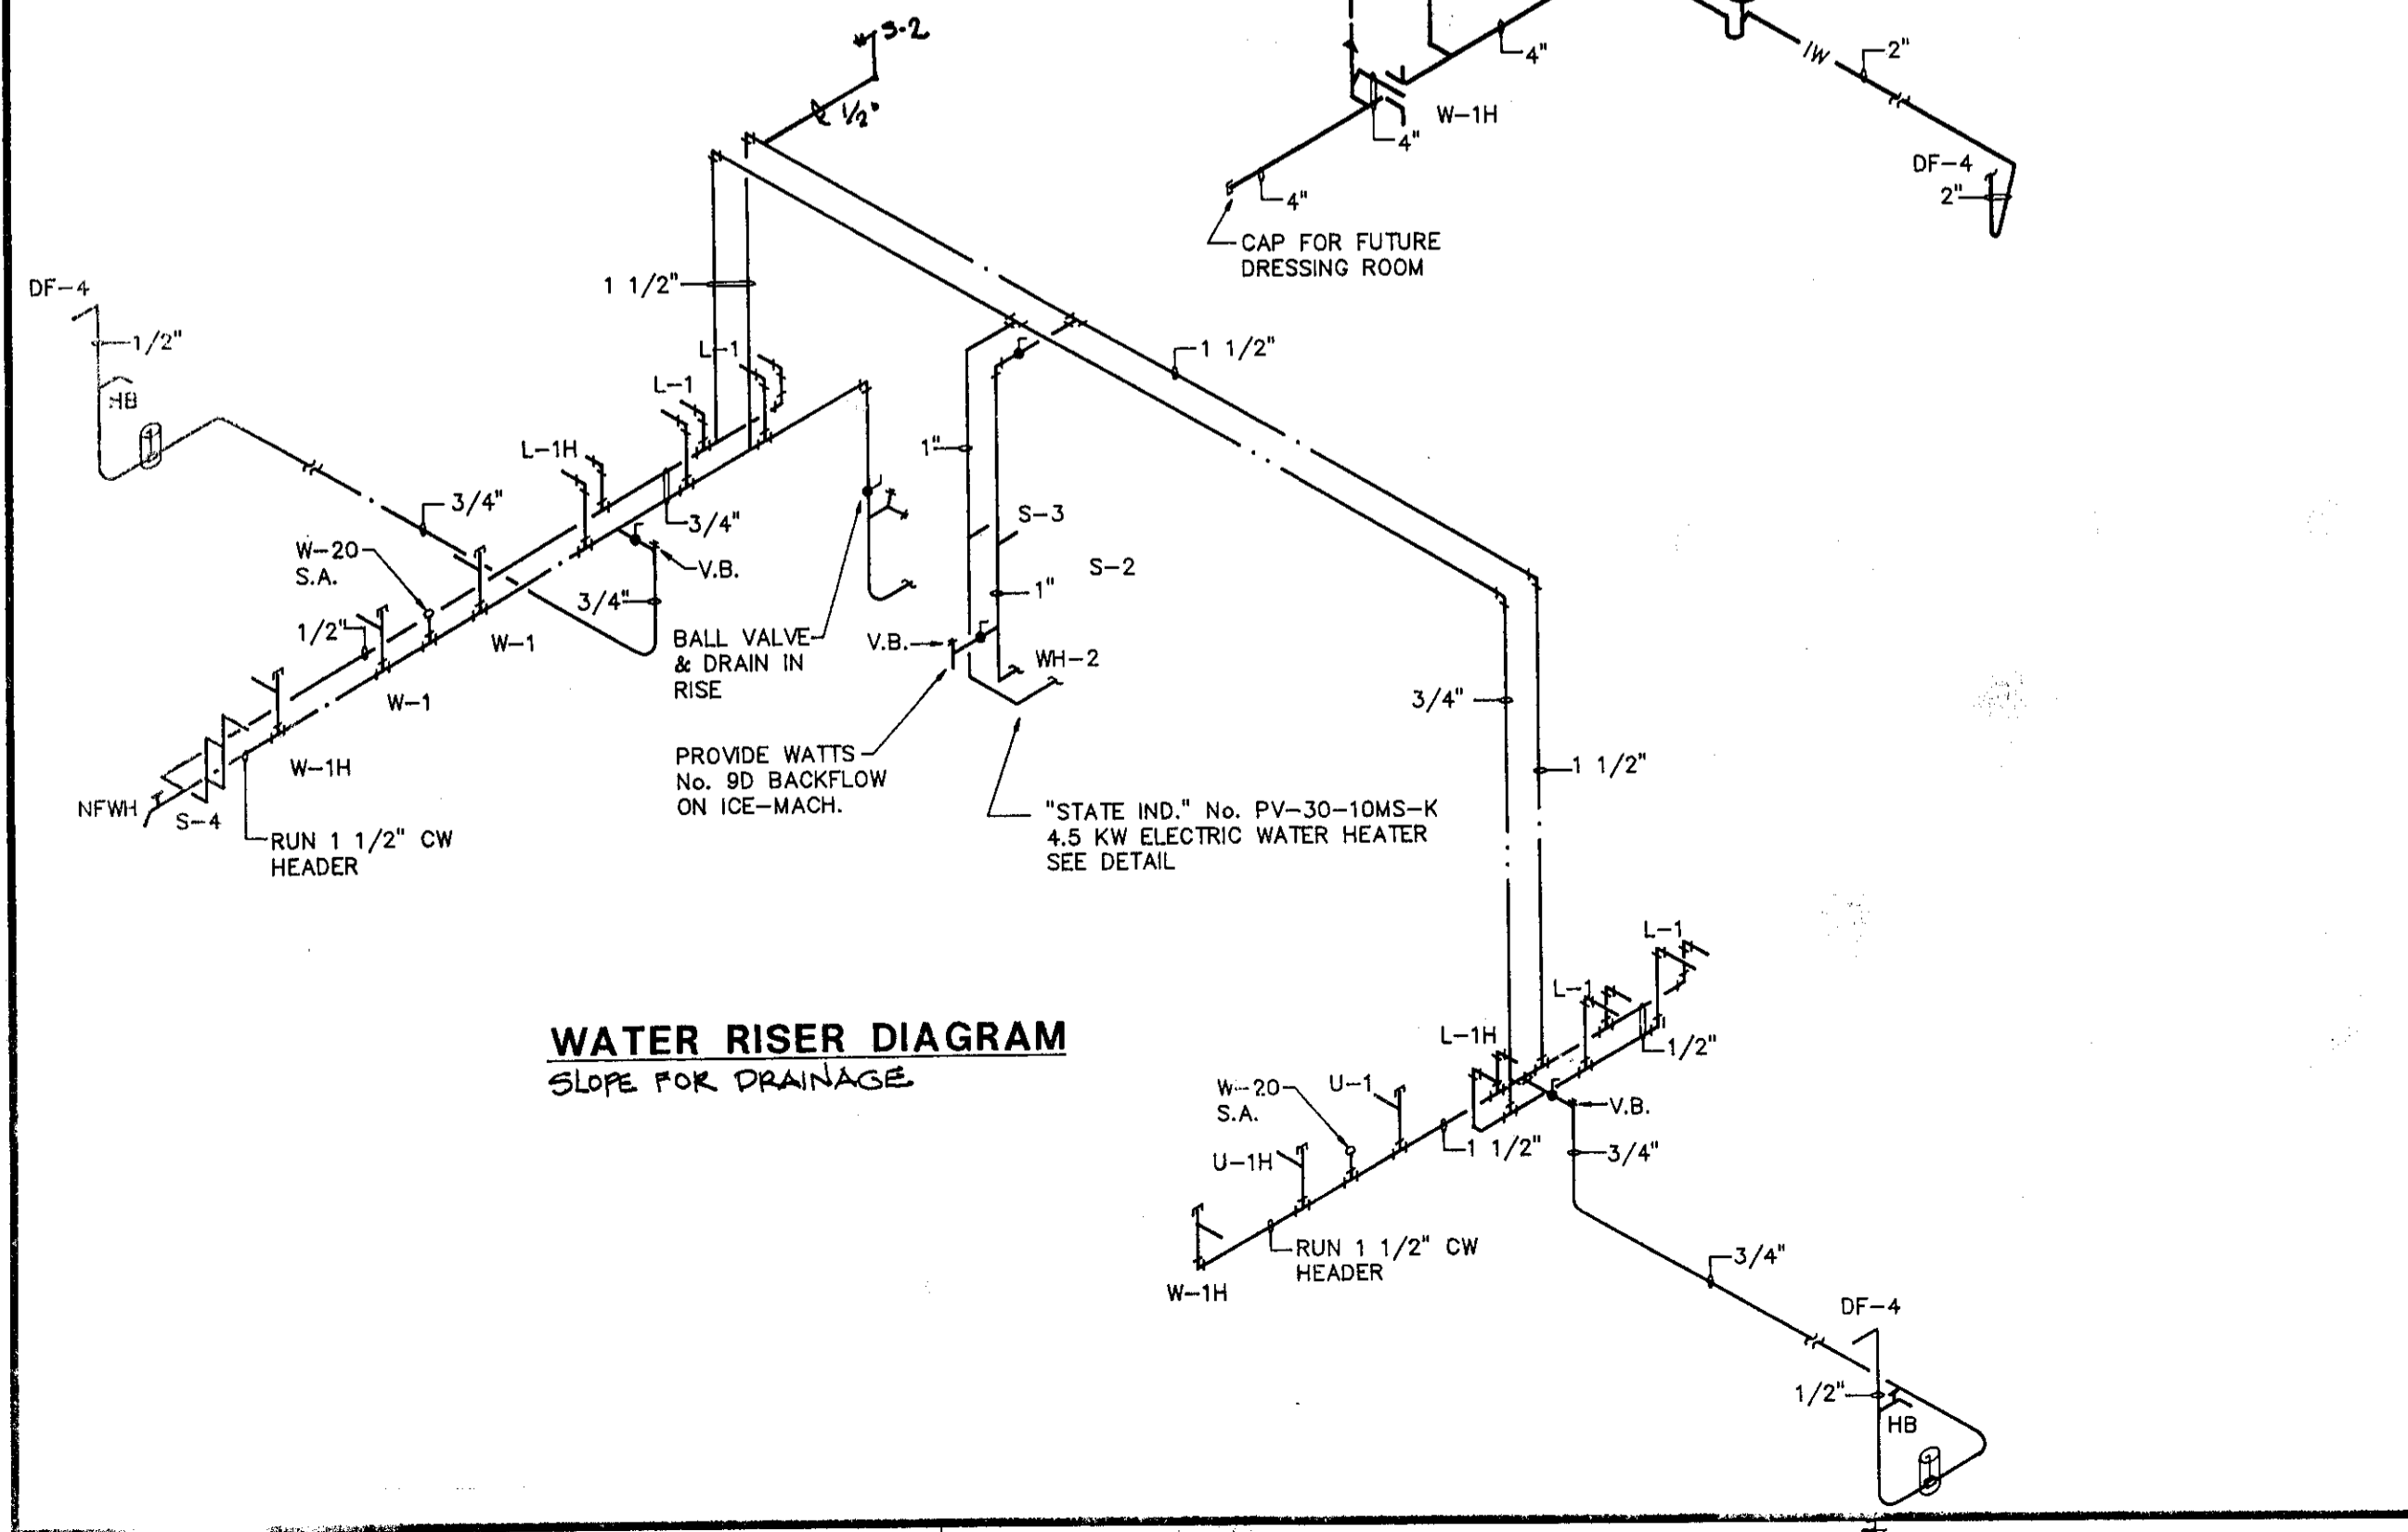 S-2
1/2"
4"
IW
2"
W-1H
4"
4"
DF-4
2"
CAP FOR FUTURE
DRESSING ROOM
DF-4
1/2"
HB
1 1/2"
L-1
L-1
L-1H
1 1/2"
1"
3/4"
3/4"
S-3
W-20
S.A.
V.B.
S-2
1/2"
3/4"
1"
W-1
BALL VALVE
& DRAIN IN
RISE
V.B.
WH-2
W-1
3/4"
W-1H
PROVIDE WATTS
No. 9D BACKFLOW
ON ICE-MACH.
1 1/2"
NFWH
S-4
"STATE IND." No. PV-30-10MS-K
4.5 KW ELECTRIC WATER HEATER
SEE DETAIL
RUN 1 1/2" CW
HEADER
L-1
L-1
WATER RISER DIAGRAM
SLOPE FOR DRAINAGE
L-1H
1/2"
W-20
S.A.
U-1
V.B.
1 1/2"
3/4"
U-1H
RUN 1 1/2" CW
HEADER
W-1H
3/4"
DF-4
1/2"
HB